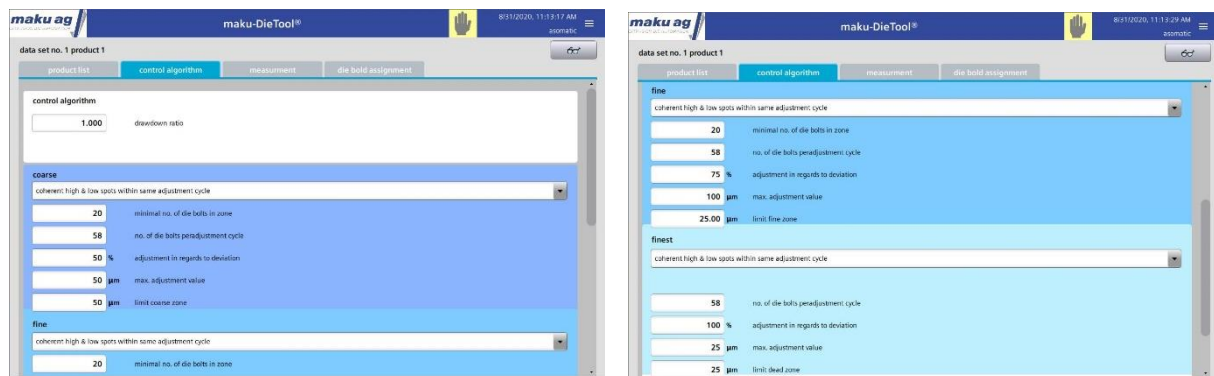 maku ag
maku-DieTool®
8/31/2020, 11:13:17 AM
asomatic
data set no. 1 product 1
product list
control algorithm
measurment
die bold assignment
control algorithm
1.000 drawdown ratio
coarse
coherent high & low spots within same adjustment cycle
20 minimal no. of die bolts in zone
58 no. of die bolts peradjustment cycle
50 % adjustment in regards to deviation
50 µm max. adjustment value
50 µm limit coarse zone
fine
coherent high & low spots within same adjustment cycle
20 minimal no. of die bolts in zone
maku ag
maku-DieTool®
8/31/2020, 11:13:29 AM
asomatic
data set no. 1 product 1
product list
control algorithm
measurment
die bold assignment
fine
coherent high & low spots within same adjustment cycle
20 minimal no. of die bolts in zone
58 no. of die bolts peradjustment cycle
75 % adjustment in regards to deviation
100 µm max. adjustment value
25.00 µm limit fine zone
finest
coherent high & low spots within same adjustment cycle
58 no. of die bolts peradjustment cycle
100 % adjustment in regards to deviation
25 µm max. adjustment value
25 µm limit dead zone